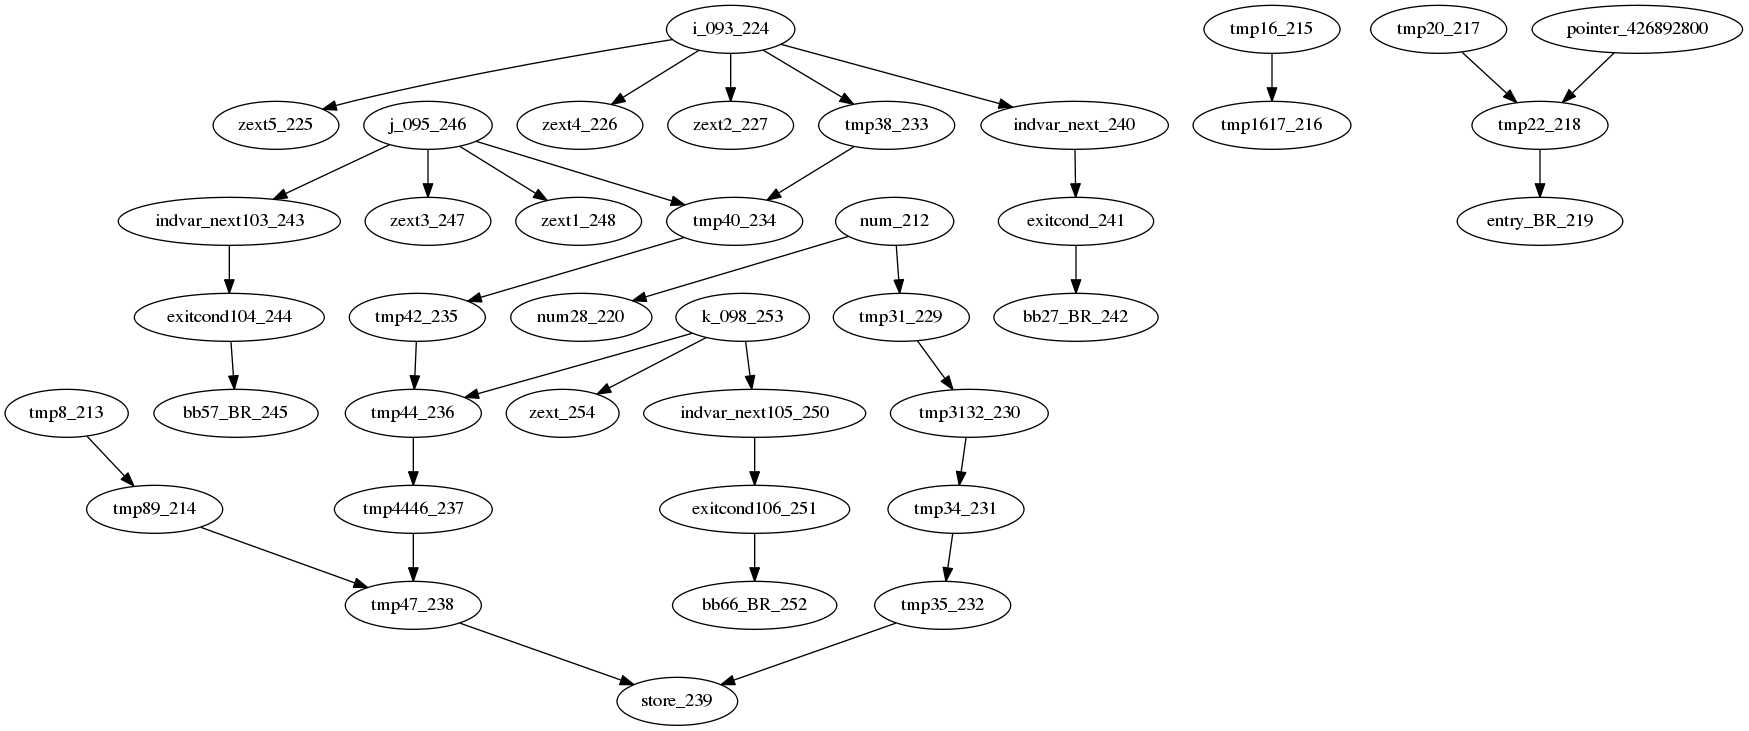 i_093_224
tmp16_215
tmp20_217
pointer_426892800
zext5_225
j_095_246
zext4_226
zext2_227
tmp38_233
indvar_next_240
tmp1617_216
tmp22_218
indvar_next103_243
zext3_247
zext1_248
tmp40_234
num_212
exitcond_241
entry_BR_219
exitcond104_244
tmp42_235
num28_220
k_098_253
tmp31_229
bb27_BR_242
tmp8_213
bb57_BR_245
tmp44_236
zext_254
indvar_next105_250
tmp3132_230
tmp89_214
tmp4446_237
exitcond106_251
tmp34_231
tmp47_238
bb66_BR_252
tmp35_232
store_239